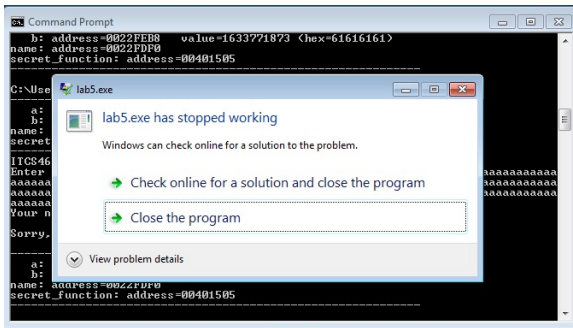 Command Prompt
b: address=0022FEB8 value=1633771873 (hex=61616161)
name: address=0022FDF0
secret_function: address=00401505
C:\Use
lab5.exe
a:
b:
lab5.exe has stopped working
name:
secret
Windows can check online for a solution to the problem.
ITCS46
Enter
aaaaaaaaaaa
aaaaaa
Check online for a solution and close the program
aaaaaaaaaaa
aaaaaa
aaaaaaaaaaa
aaaaaa
Your n
Close the program
Sorry,
View problem details
a:
b:
name: address=0022FDF0
secret_function: address=00401505